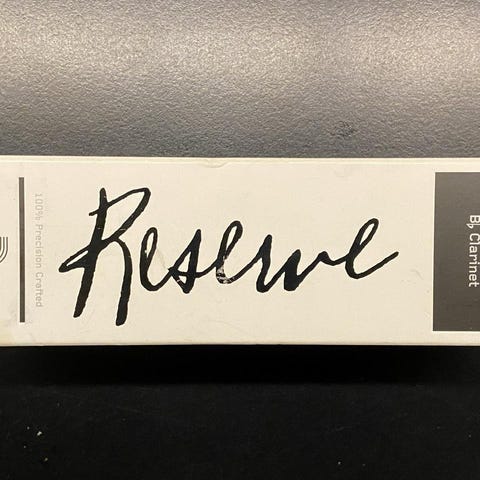 100% Precision Crafted
Reserve
B♭ Clarinet